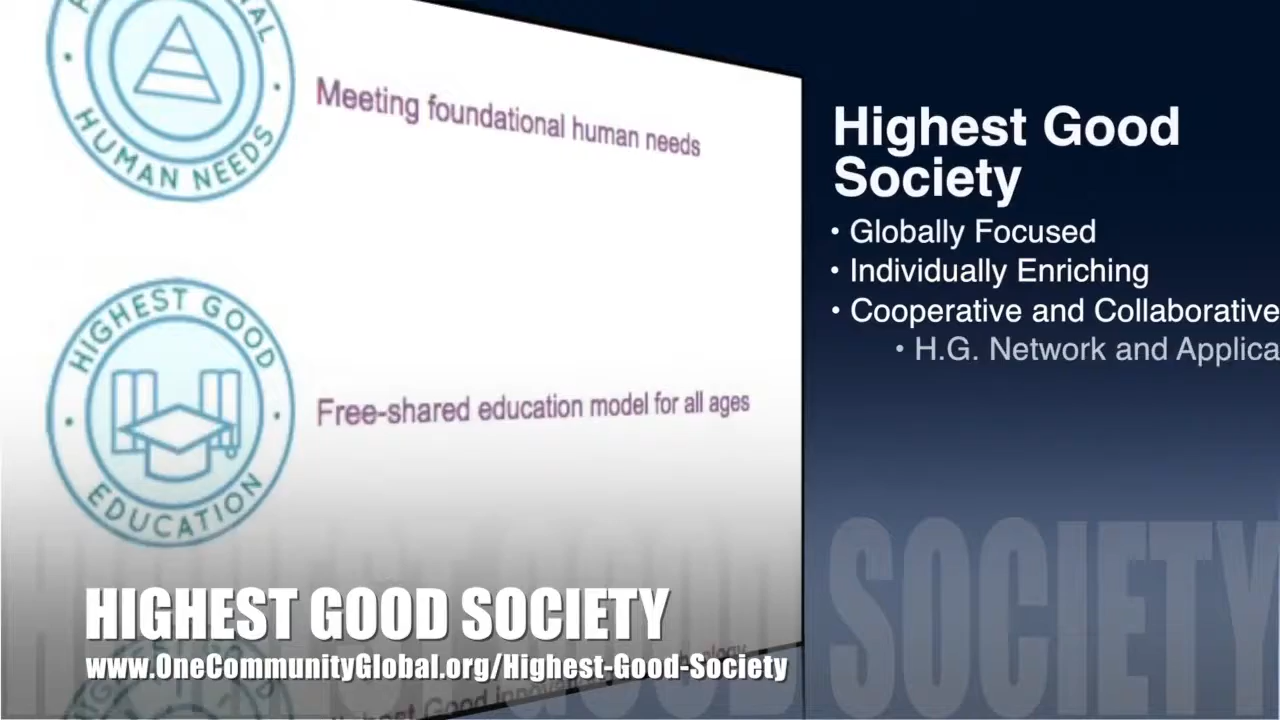 HUMAN NEEDS
Meeting foundational human needs
HIGHEST GOOD
EDUCATION
Free-shared education model for all ages
Highest Good
Society
• Globally Focused
• Individually Enriching
• Cooperative and Collaborative
• H.G. Network and Applica
HIGHEST GOOD SOCIETY
HIGHEST GOOD SOCIETY
www.OneCommunityGlobal.org/Highest-Good-Society